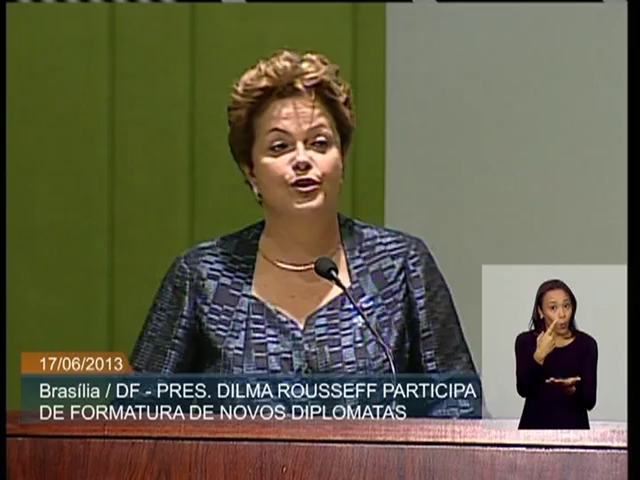 17/06/2013
Brasília / DF - PRES. DILMA ROUSSEFF PARTICIPA
DE FORMATURA DE NOVOS DIPLOMATAS